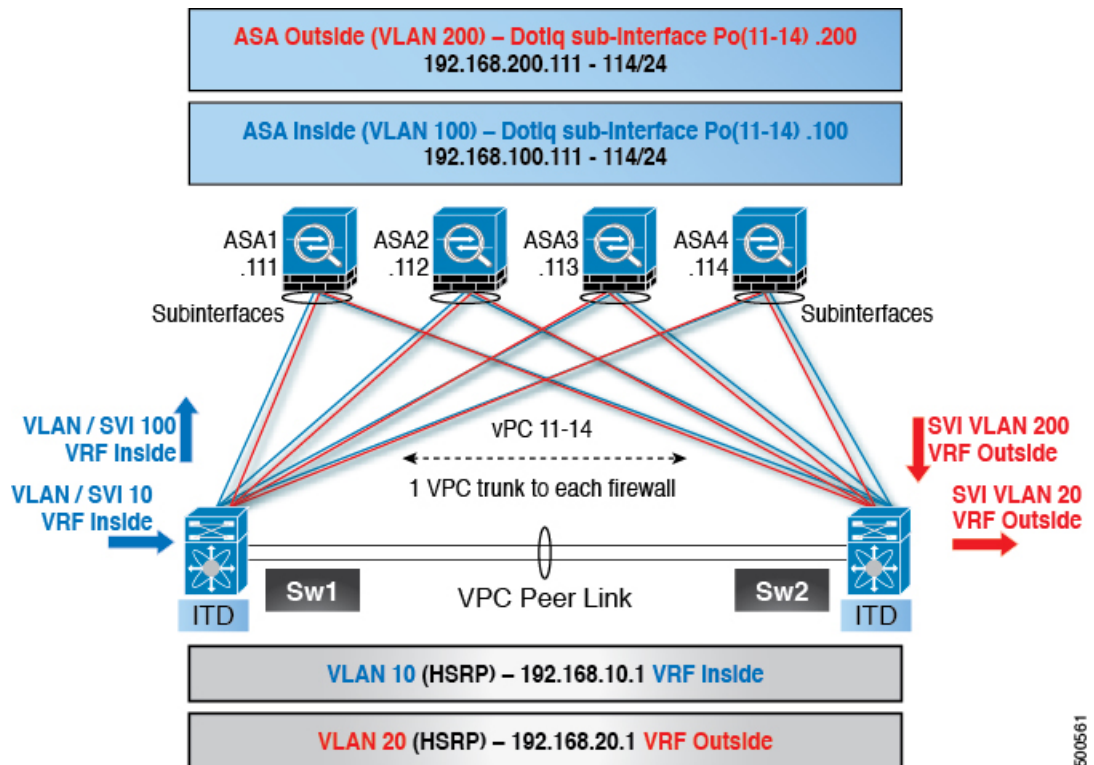 ASA Outside (VLAN 200) – Dot1q sub-interface Po(11-14) .200
192.168.200.111 - 114/24
ASA Inside (VLAN 100) – Dot1q sub-interface Po(11-14) .100
192.168.100.111 - 114/24
ASA1
.111
ASA2
.112
ASA3
.113
ASA4
.114
Subinterfaces
Subinterfaces
VLAN / SVI 100
VRF Inside
vPC 11-14
SVI VLAN 200
VRF Outside
VLAN / SVI 10
VRF Inside
1 VPC trunk to each firewall
SVI VLAN 20
VRF Outside
Sw1
VPC Peer Link
Sw2
ITD
ITD
VLAN 10 (HSRP) – 192.168.10.1 VRF Inside
VLAN 20 (HSRP) – 192.168.20.1 VRF Outside
500561